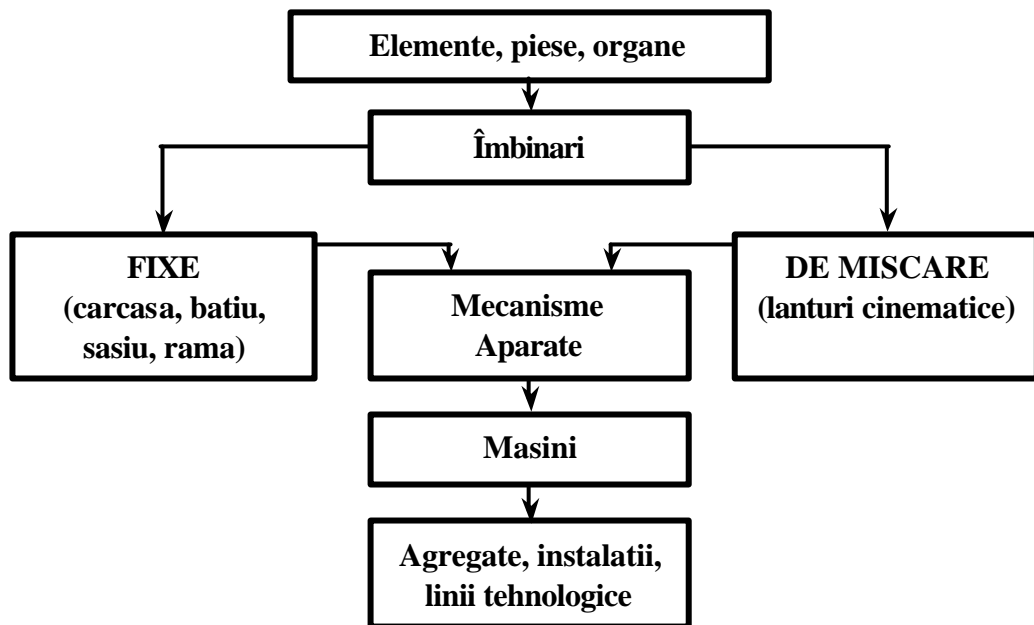 Elemente, piese, organe
Îmbinari
FIXE
(carcasa, batiu,
sasiu, rama)
Mecanisme
Aparate
DE MISCARE
(lanturi cinematice)
Masini
Agregate, instalatii,
linii tehnologice